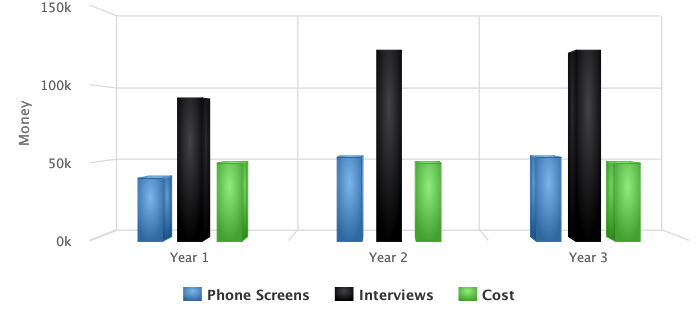 150k
100k
50k
0k
Money
Year 1 Year 2 Year 3
Phone Screens Interviews Cost